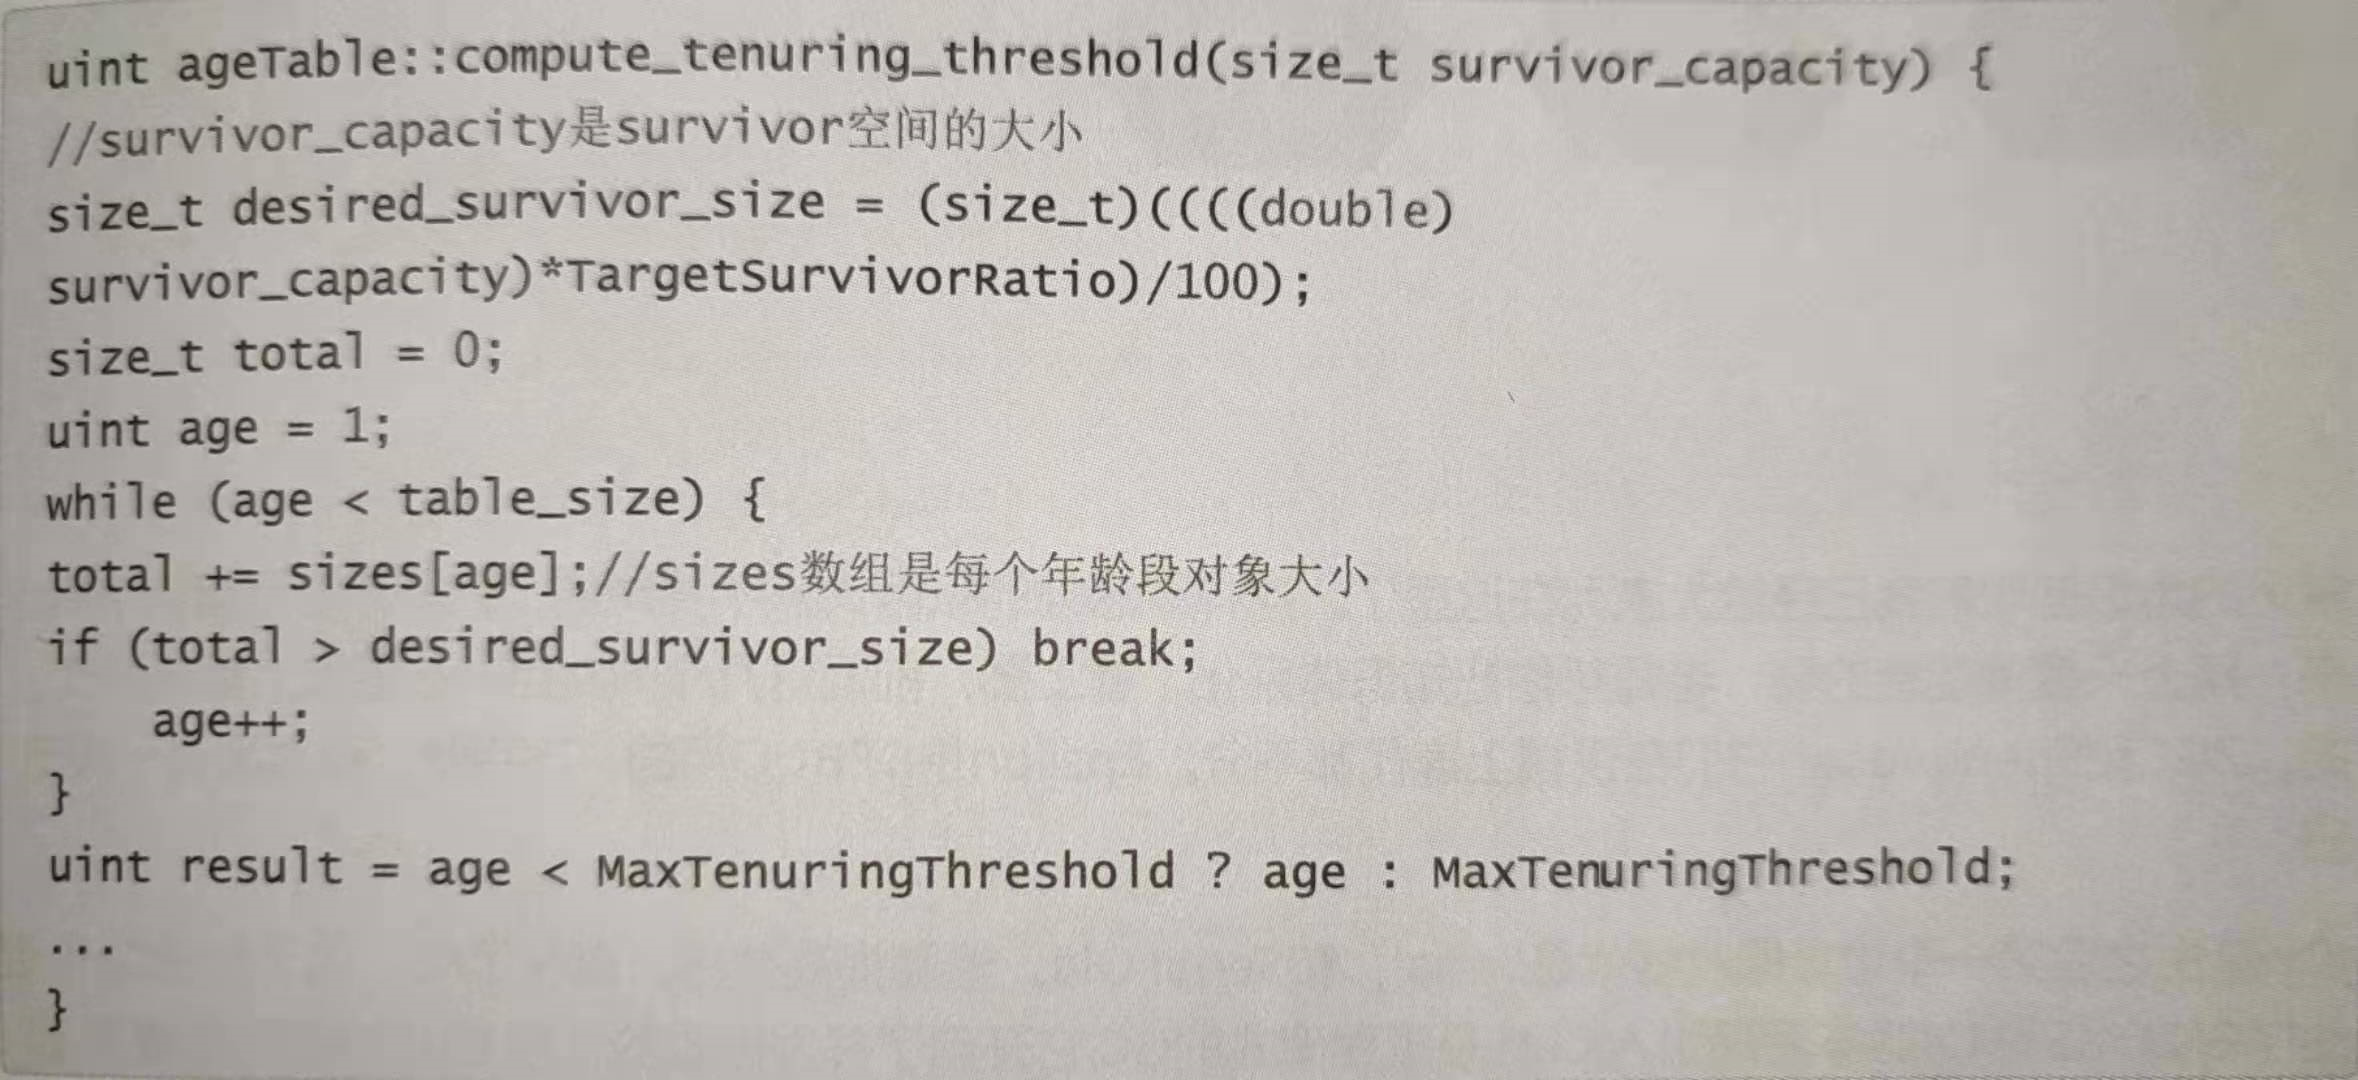 uint ageTable::compute_tenuring_threshold(size_t survivor_capacity) {
//survivor_capacity是survivor空间的大小
size_t desired_survivor_size = (size_t)((((double)
survivor_capacity)*TargetSurvivorRatio)/100);
size_t total = 0;
uint age = 1;
while (age < table_size) {
total += sizes[age];//sizes数组是每个年龄段对象大小
if (total > desired_survivor_size) break;
    age++;
}
uint result = age < MaxTenuringThreshold ? age : MaxTenuringThreshold;
...
}